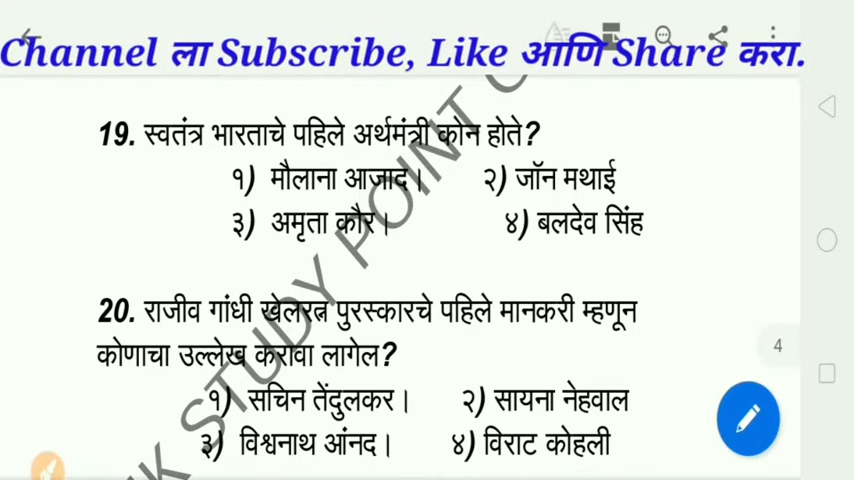 Channel ला Subscribe, Like आणि Share करा.
19. स्वतंत्र भारताचे पहिले अर्थमंत्री कोन होते?
१) मौलाना आजाद। २) जॉन मथाई
३) अमृता कौर। ४) बलदेव सिंह
20. राजीव गांधी खेलरत्न पुरस्कारचे पहिले मानकरी म्हणून
कोणाचा उल्लेख करावा लागेल?
4
१) सचिन तेंदुलकर। २) सायना नेहवाल
३) विश्वनाथ आंनद। ४) विराट कोहली
K STUDY POINT